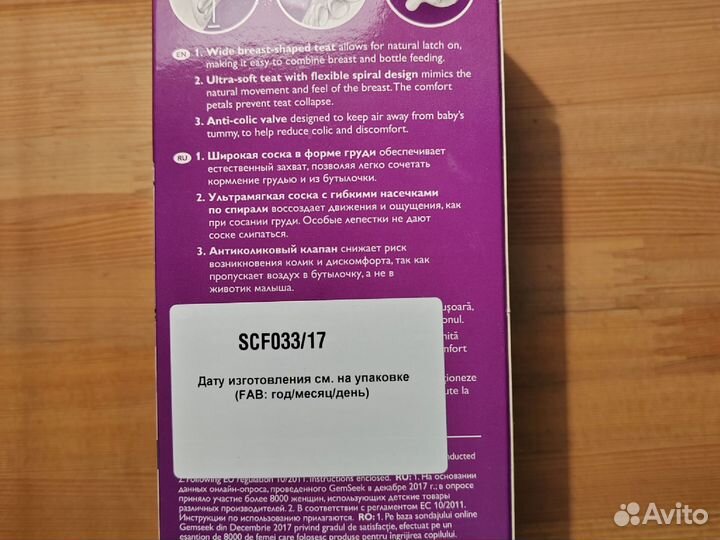 EN 1. Wide breast-shaped teat allows for natural latch on,
making it easy to combine breast and bottle feeding.
2. Ultra-soft teat with flexible spiral design mimics the
natural movement and feel of the breast. The comfort
petals prevent teat collapse.
3. Anti-colic valve designed to keep air away from baby's
tummy, to help reduce colic and discomfort.
RU 1. Широкая соска в форме груди обеспечивает
естественный захват, позволяя легко сочетать
кормление грудью и из бутылочки.
2. Ультрамягкая соска с гибкими насечками
по спирали воссоздает движения и ощущения, как
при сосании груди. Особые лепестки не дают
соске слипаться.
3. Антиколиковый клапан снижает риск
возникновения колик и дискомфорта, так как
пропускает воздух в бутылочку, а не в
животик малыша.
SCF033/17
Дату изготовления см. на упаковке
(FAB: год/месяц/день)
2. Following EU regulation 10/2011. Instructions enclosed. RU: 1. На основании
данных онлайн-опроса, проведенного GemSeek в декабре 2017 г.; в опросе
приняло участие более 8000 женщин, использующих детские товары
различных производителей. 2. В соответствии с регламентом ЕС 10/2011.
Инструкции по использованию прилагаются. RO: 1. Pe baza sondajului online
Gemseek din Decembrie 2017 privind gradul de satisfacție, efectuat pe un
eșantion de 8000 de femei care folosesc produse pentru îngrijirea copilului.
Avito